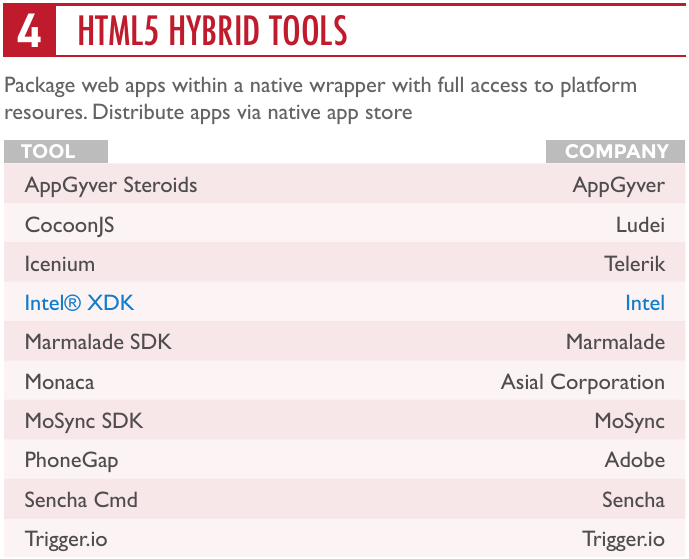 4 HTML5 HYBRID TOOLS
Package web apps within a native wrapper with full access to platform
resoures. Distribute apps via native app store
TOOL COMPANY
AppGyver Steroids AppGyver
CocoonJS Ludei
Icenium Telerik
Intel® XDK Intel
Marmalade SDK Marmalade
Monaca Asial Corporation
MoSync SDK MoSync
PhoneGap Adobe
Sencha Cmd Sencha
Trigger.io Trigger.io